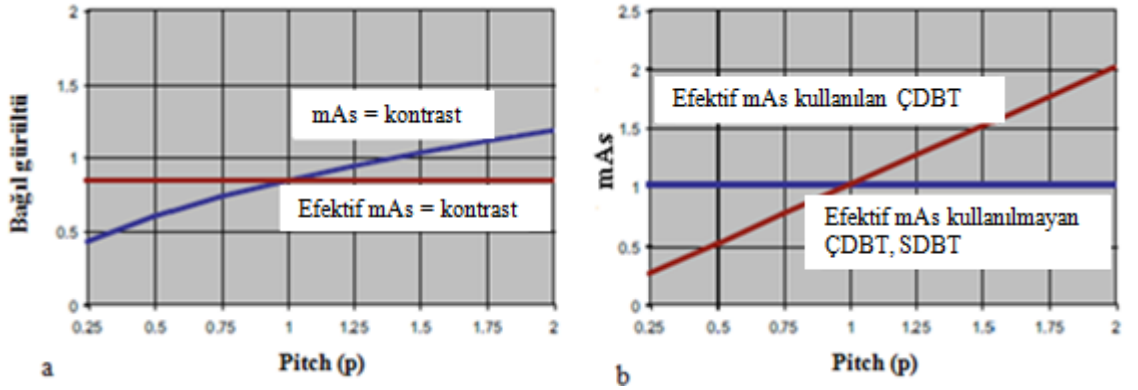 2
1.5
1
0.5
0
Bağıl gürültü
mAs = kontrast
Efektif mAs = kontrast
0.25 0.5 0.75 1 1.25 1.5 1.75 2
Pitch (p)
a
2.5
2
1.5
1
0.5
0
mAs
Efektif mAs kullanılan ÇDBT
Efektif mAs kullanılmayan
ÇDBT, SDBT
0.25 0.5 0.75 1 1.25 1.5 1.75 2
Pitch (p)
b